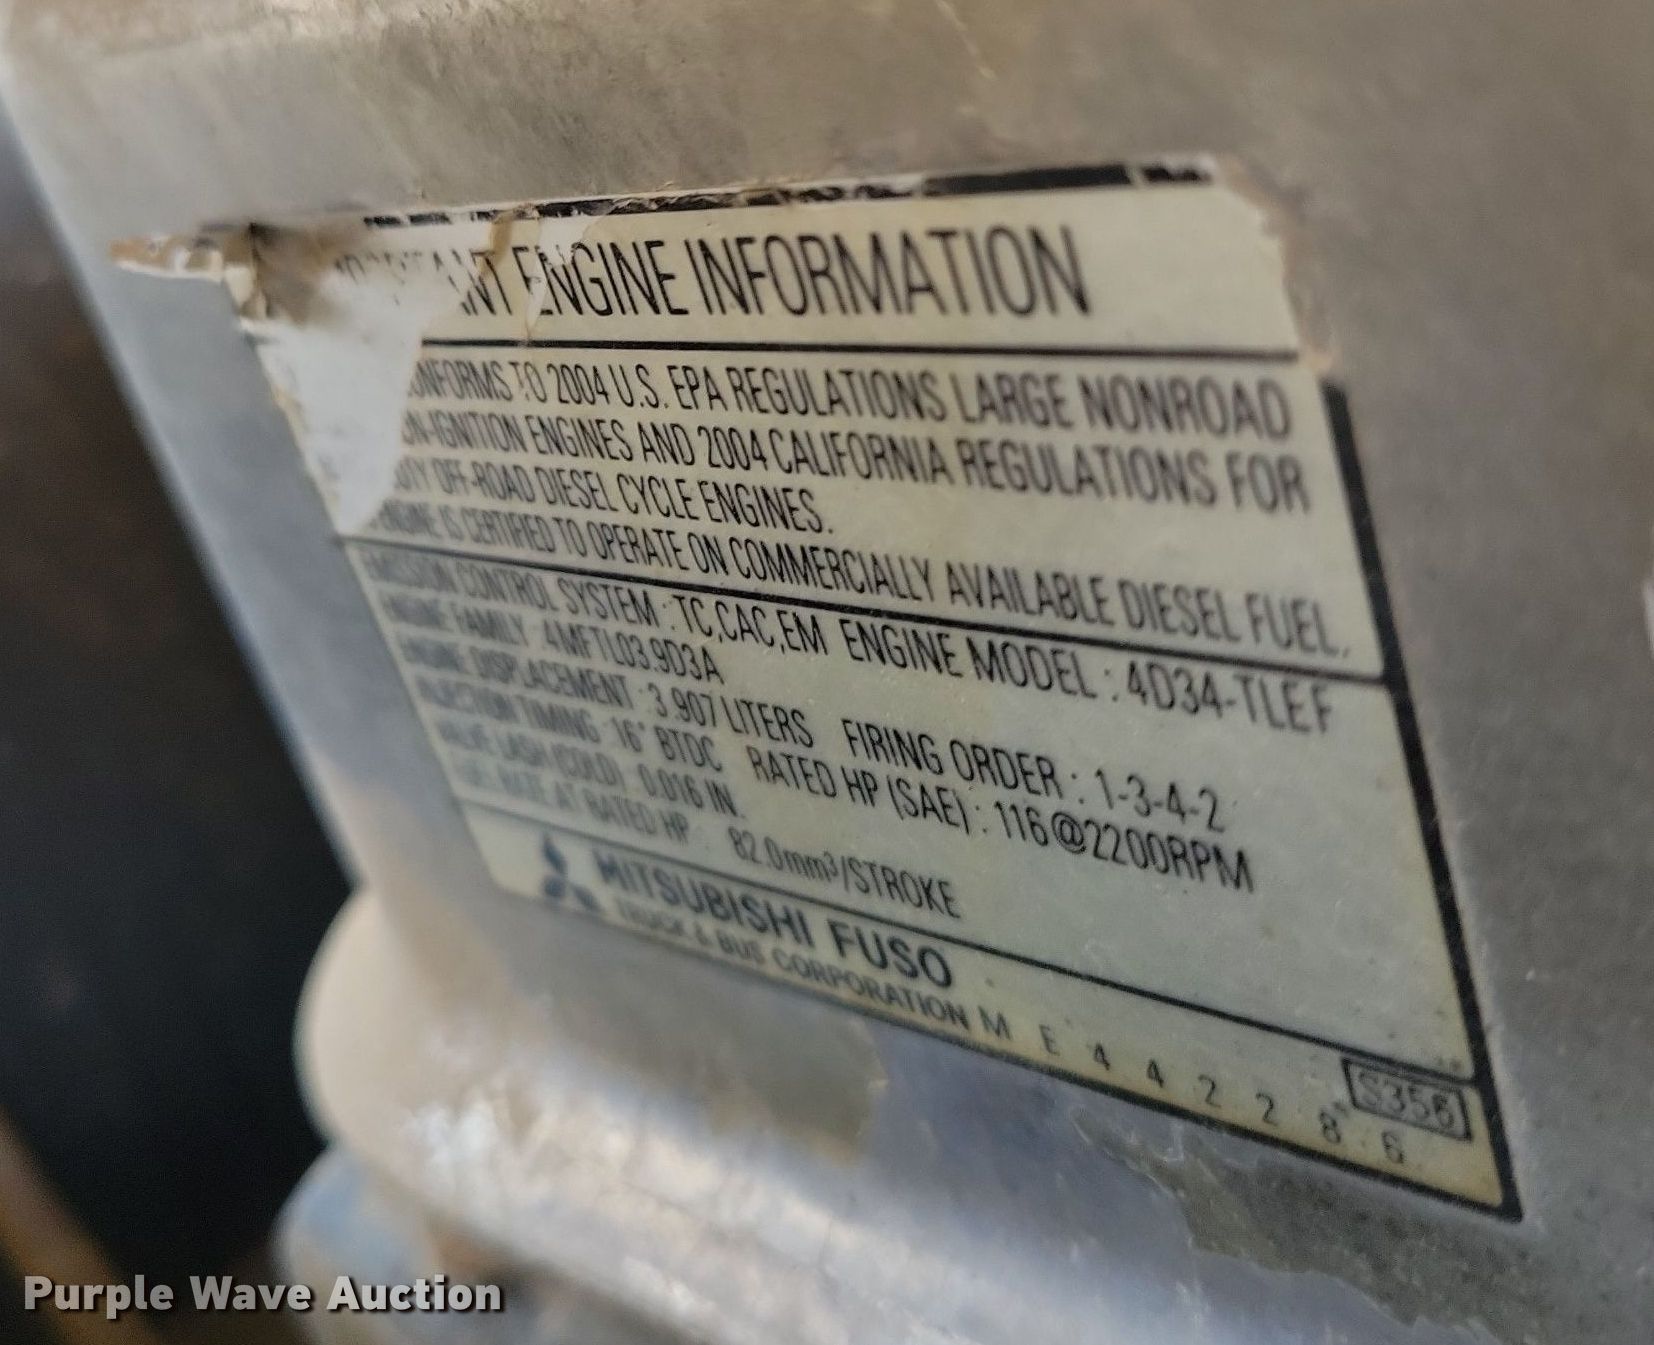 ENGINE INFORMATION
CONFORMS TO 2004 U.S. EPA REGULATIONS LARGE NONROAD
ON-IGNITION ENGINES AND 2004 CALIFORNIA REGULATIONS FOR
UTY OFF-ROAD DIESEL CYCLE ENGINES.
ENGINE IS CERTIFIED TO OPERATE ON COMMERCIALLY AVAILABLE DIESEL FUEL.
EMISSION CONTROL SYSTEM : TC,CAC,EM ENGINE MODEL : 4D34-TLEF
ENGINE FAMILY : 4MFTL03.9D3A
ENGINE DISPLACEMENT : 3.907 LITERS FIRING ORDER : 1-3-4-2
INJECTION TIMING : 16° BTDC RATED HP (SAE) : 116@2200RPM
VALVE LASH (COLD) : 0.016 IN.
RATE AT RATED HP : 82.0mm³/STROKE
MITSUBISHI FUSO
TRUCK & BUS CORPORATION M E 4 4 2 2 8 6
S356
Purple Wave Auction